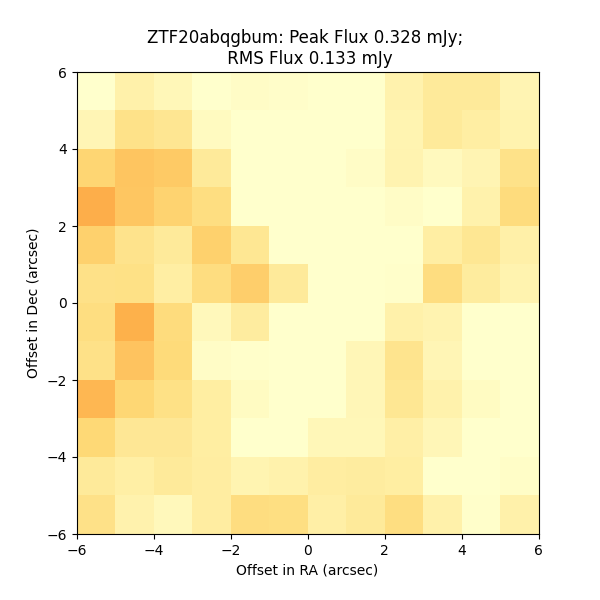 ZTF20abqgbum: Peak Flux 0.328 mJy;
RMS Flux 0.133 mJy
6
4
2
0
−2
−4
−6
Offset in Dec (arcsec)
−6 −4 −2 0 2 4 6
Offset in RA (arcsec)